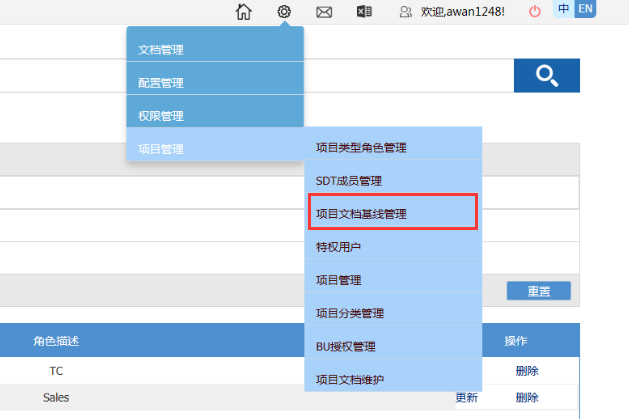 欢迎,awan1248!
中 EN
文档管理
配置管理
权限管理
项目管理
项目类型角色管理
SDT成员管理
项目文档基线管理
特权用户
项目管理
项目分类管理
BU授权管理
项目文档维护
重置
角色描述 操作
TC 删除
Sales 更新 删除